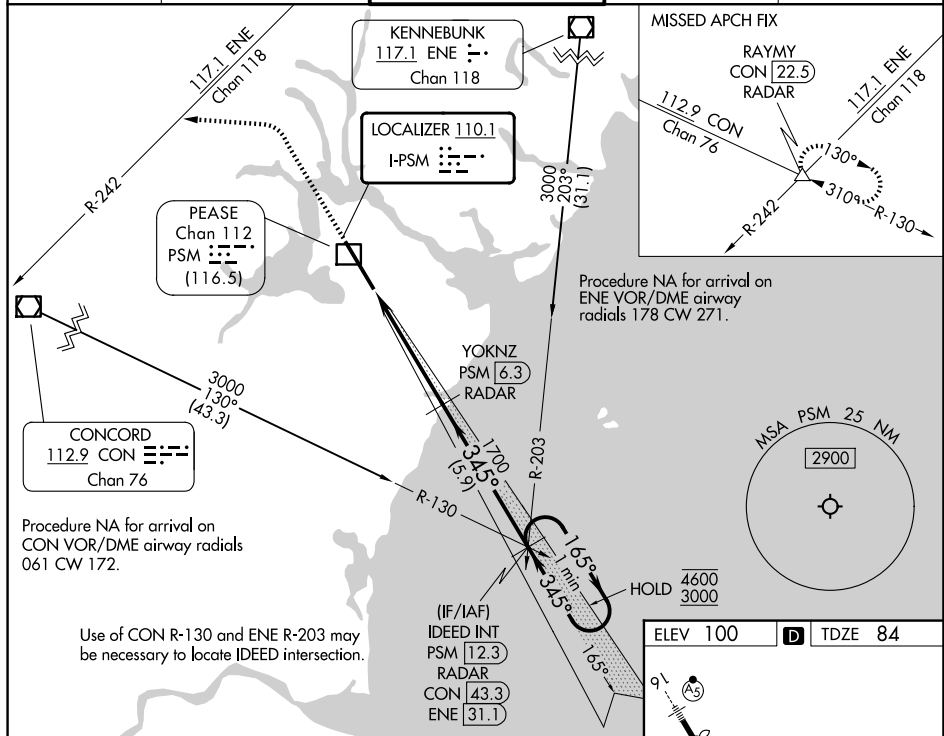 117.1 ENE
Chan 118
R-242
KENNEBUNK
117.1 ENE
Chan 118
LOCALIZER 110.1
I-PSM
PEASE
Chan 112
PSM
(116.5)
3000
203°
(31.1)
MISSED APCH FIX
RAYMY
CON 22.5
RADAR
117.1 ENE
Chan 118
112.9 CON
Chan 76
130°
310°
R-130
R-242
Procedure NA for arrival on
ENE VOR/DME airway
radials 178 CW 271.
YOKNZ
PSM 6.3
RADAR
3000
130°
(43.3)
CONCORD
112.9 CON
Chan 76
R-130
R-203
1700
345°
(5.9)
MSA PSM 25 NM
2900
Procedure NA for arrival on
CON VOR/DME airway radials
061 CW 172.
165°
1 min
345°
HOLD 4600
3000
165°
Use of CON R-130 and ENE R-203 may
be necessary to locate IDEED intersection.
(IF/IAF)
IDEED INT
PSM 12.3
RADAR
CON 43.3
ENE 31.1
ELEV 100
D
TDZE 84
16
A5